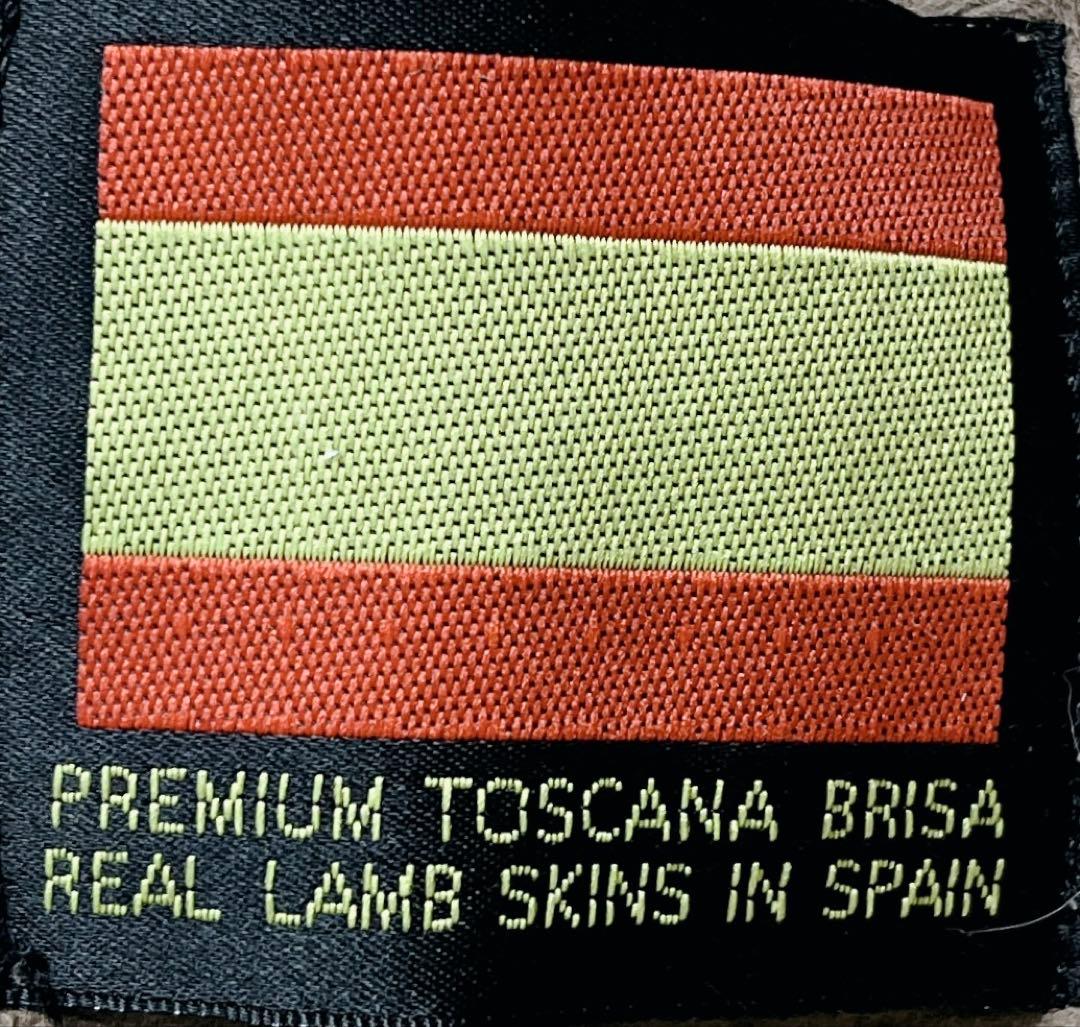 PREMIUM TOSCANA BRISA
REAL LAMB SKINS IN SPAIN